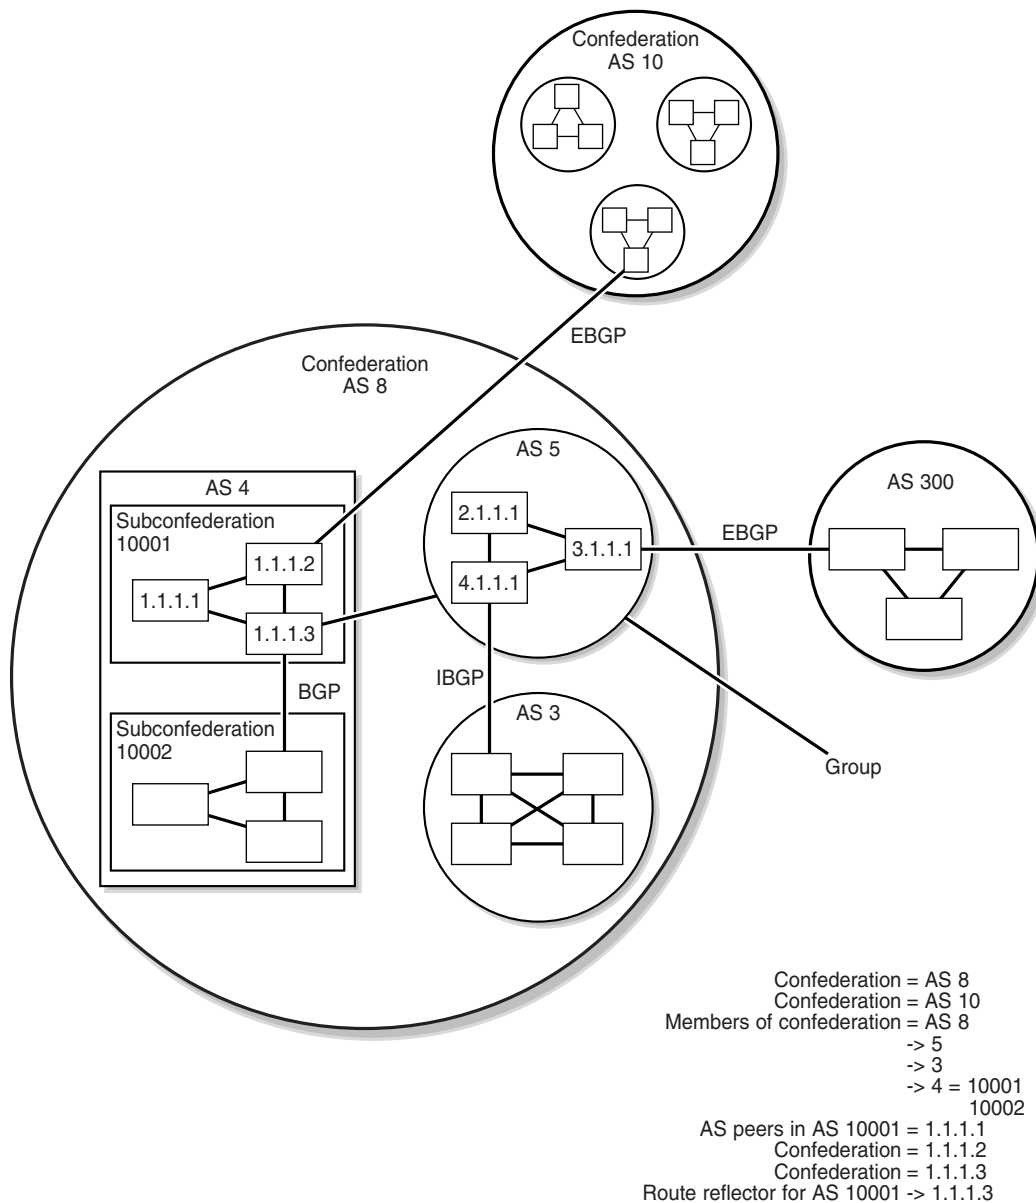 Confederation
AS 10
EBGP
Confederation
AS 8
AS 5
AS 4
AS 300
Subconfederation
10001
2.1.1.1
1.1.1.2
3.1.1.1
EBGP
4.1.1.1
1.1.1.1
1.1.1.3
BGP
IBGP
Subconfederation
10002
AS 3
Group
Confederation = AS 8
Confederation = AS 10
Members of confederation = AS 8
-> 5
-> 3
-> 4 = 10001
10002
AS peers in AS 10001 = 1.1.1.1
Confederation = 1.1.1.2
Confederation = 1.1.1.3
Route reflector for AS 10001 -> 1.1.1.3